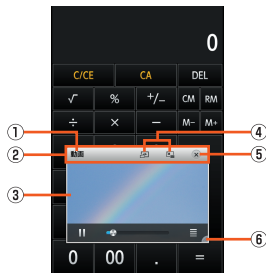 0
C/CE CA DEL
√ % +/− CM RM
÷ × − M− M+
①
②
③
④
⑤
⑥
0 00 . =